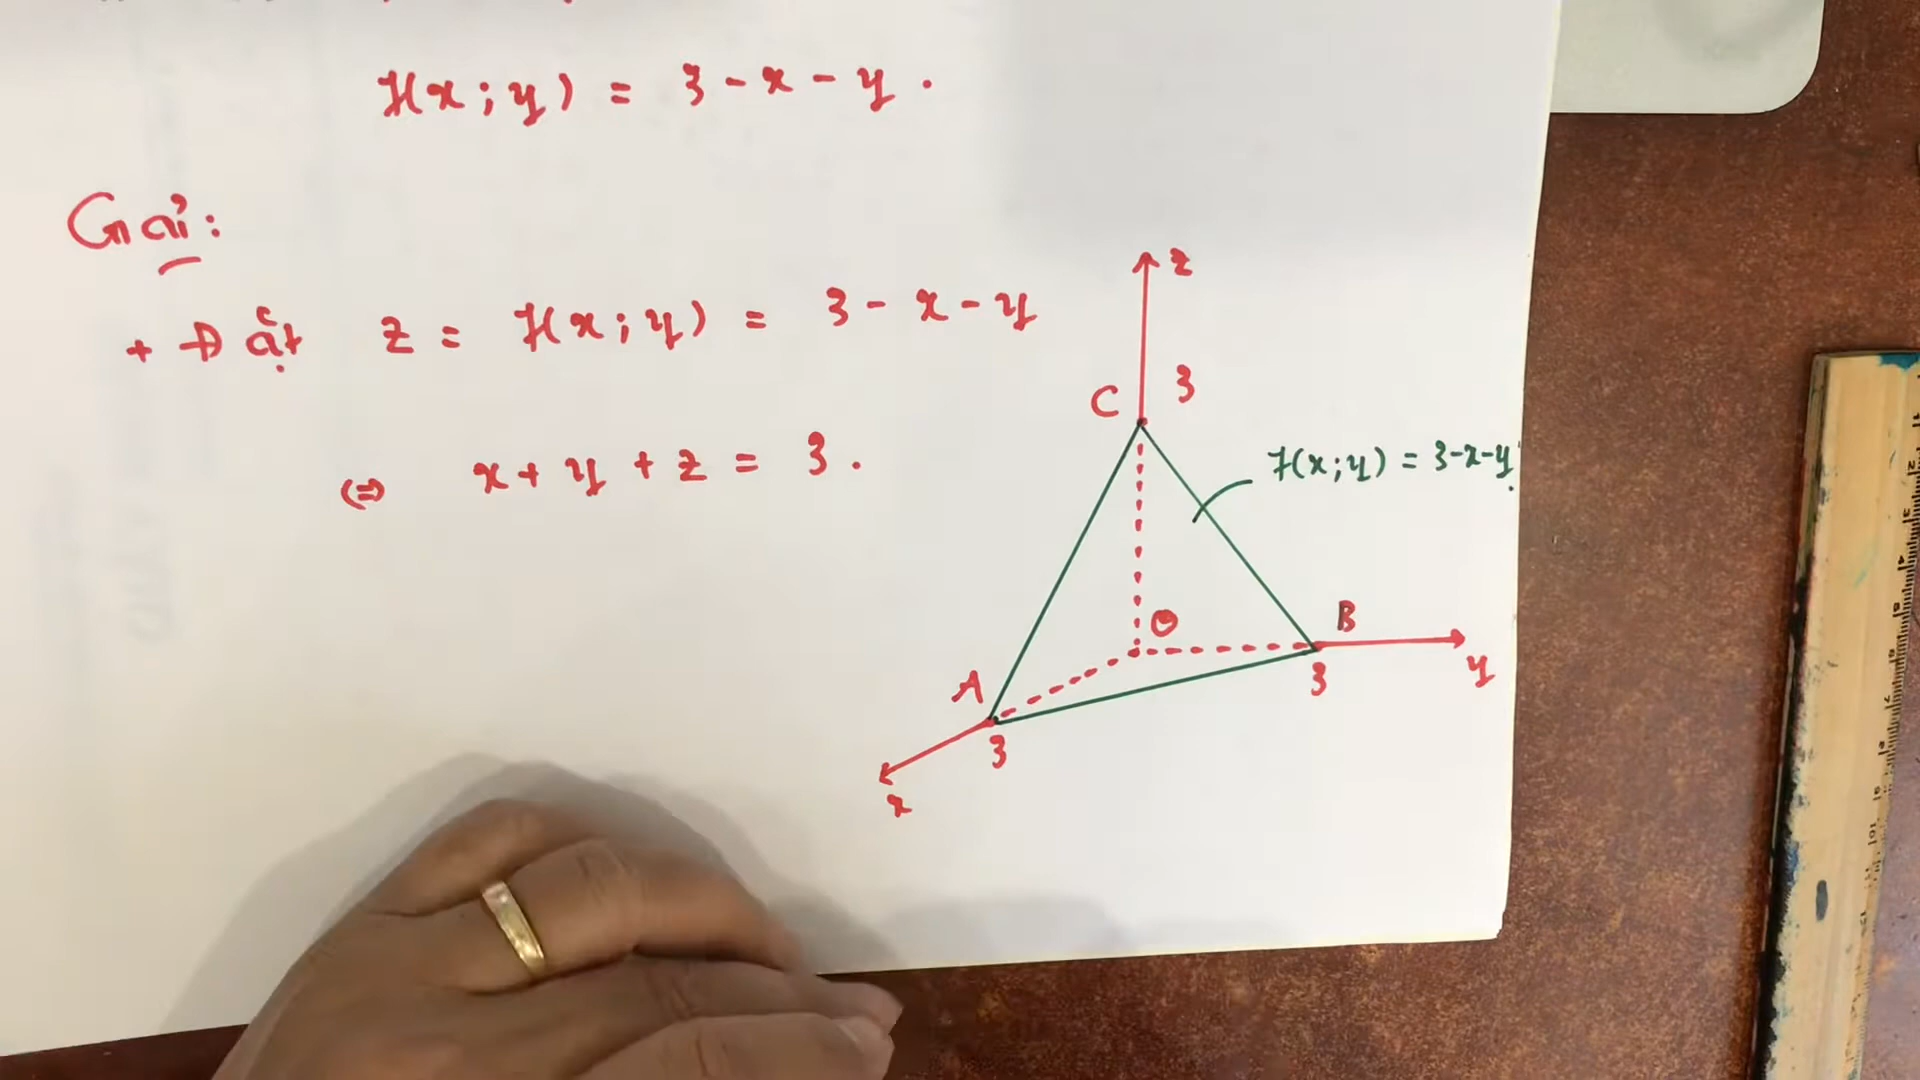 f(x;y) = 3-x-y.
Giải:
+ Đặt z = f(x;y) = 3-x-y
⇔ x+y+z = 3.
z
C 3
f(x;y) = 3-x-y.
O
B
3
y
A
3
x